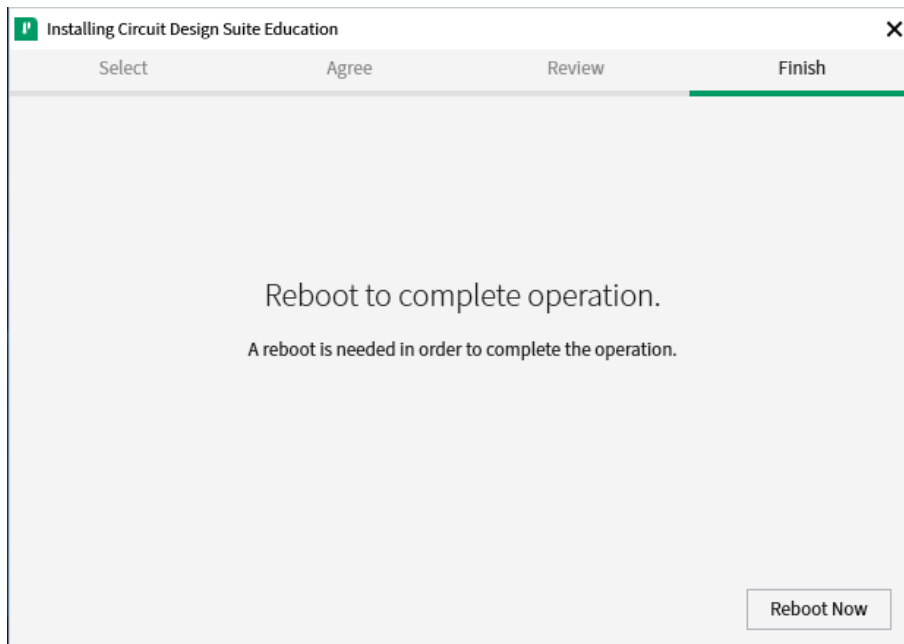 Installing Circuit Design Suite Education
Select Agree Review Finish
Reboot to complete operation.
A reboot is needed in order to complete the operation.
Reboot Now